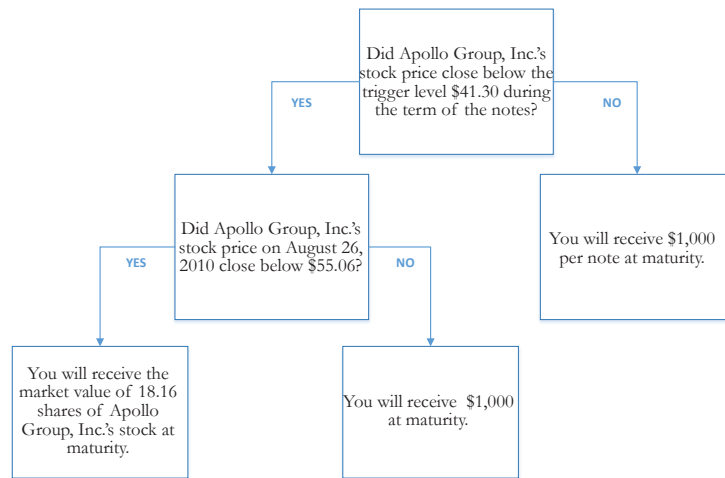 Did Apollo Group, Inc.'s
stock price close below the
trigger level $41.30 during
the term of the notes?
YES
NO
Did Apollo Group, Inc.'s
stock price on August 26,
2010 close below $55.06?
You will receive $1,000
per note at maturity.
YES
NO
You will receive the
market value of 18.16
shares of Apollo
Group, Inc.'s stock at
maturity.
You will receive $1,000
at maturity.